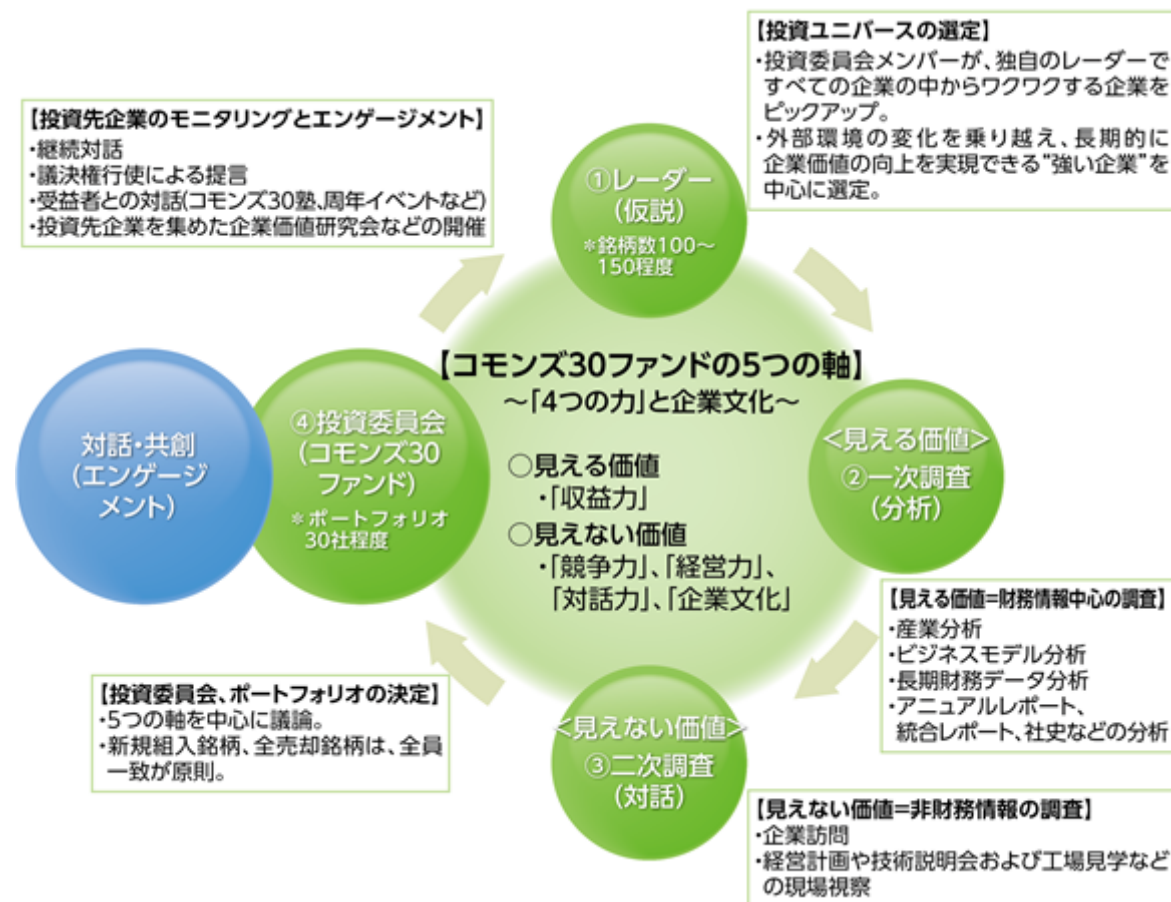 【投資ユニバースの選定】
・投資委員会メンバーが、独自のレーダーで
すべての企業の中からワクワクする企業を
ピックアップ。
・外部環境の変化を乗り越え、長期的に
企業価値の向上を実現できる“強い企業”を
中心に選定。
【投資先企業のモニタリングとエンゲージメント】
・継続対話
・議決権行使による提言
・受益者との対話(コモンズ30塾、周年イベントなど)
・投資先企業を集めた企業価値研究会などの開催
①レーダー
(仮説)
*銘柄数100～
150程度
【コモンズ30ファンドの5つの軸】
～「4つの力」と企業文化～
○見える価値
・「収益力」
○見えない価値
・「競争力」、「経営力」、
「対話力」、「企業文化」
対話・共創
(エンゲージ
メント)
④投資委員会
(コモンズ30
ファンド)
*ポートフォリオ
30社程度
<見える価値>
②一次調査
(分析)
【見える価値=財務情報中心の調査】
・産業分析
・ビジネスモデル分析
・長期財務データ分析
・アニュアルレポート、
統合レポート、社史などの分析
【投資委員会、ポートフォリオの決定】
・5つの軸を中心に議論。
・新規組入銘柄、全売却銘柄は、全員
一致が原則。
<見えない価値>
③二次調査
(対話)
【見えない価値=非財務情報の調査】
・企業訪問
・経営計画や技術説明会および工場見学など
の現場視察